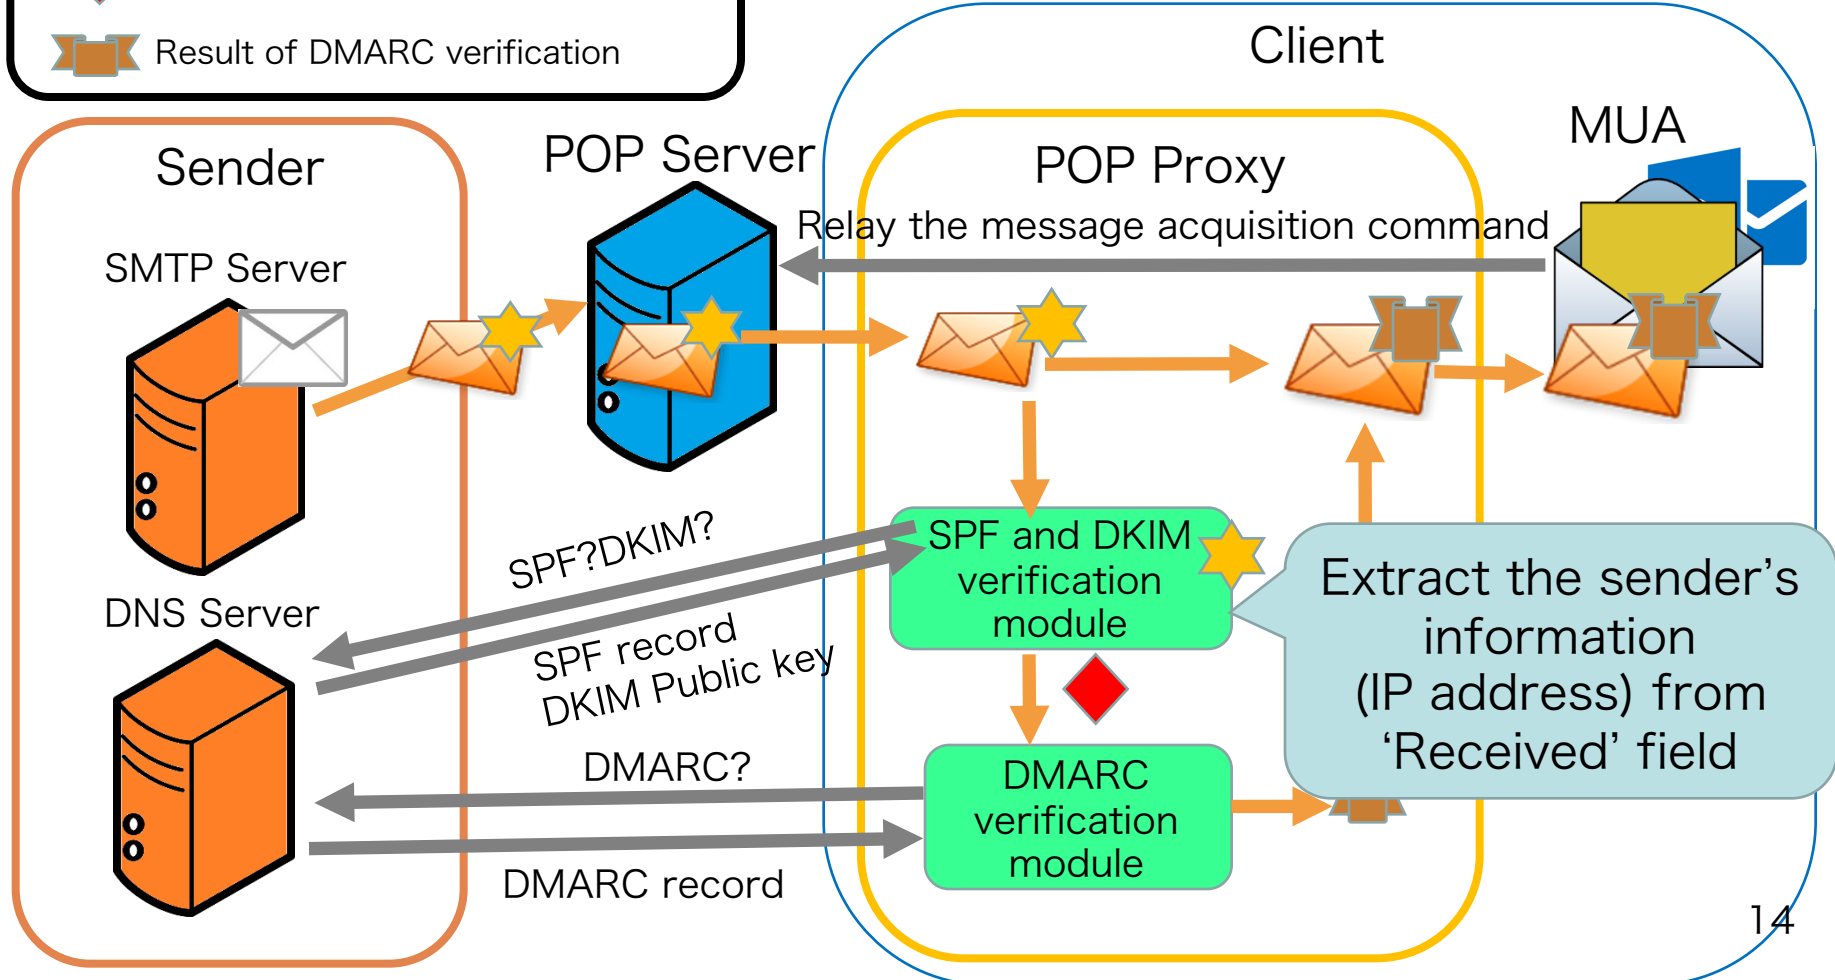 Result of DMARC verification
Client
Sender
POP Server
POP Proxy
MUA
Relay the message acquisition command
SMTP Server
SPF?DKIM?
SPF and DKIM
verification
module
Extract the sender’s
information
(IP address) from
‘Received’ field
DNS Server
SPF record
DKIM Public key
DMARC?
DMARC
verification
module
DMARC record
14